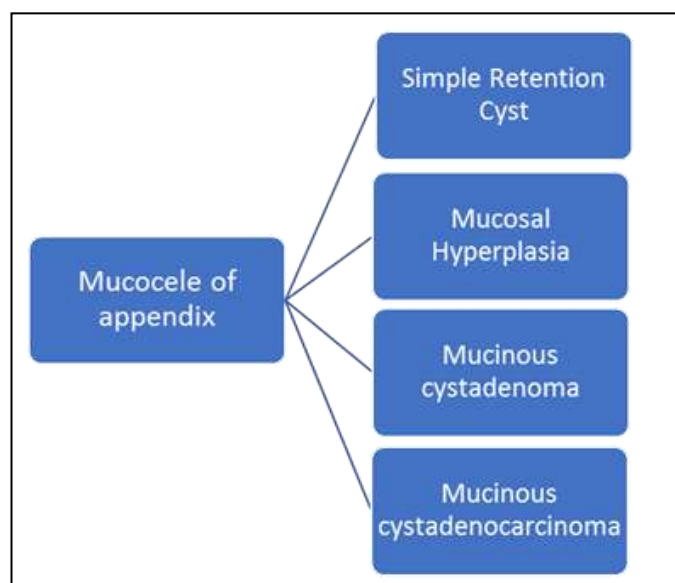 Simple Retention
Cyst
Mucosal
Hyperplasia
Mucocele of
appendix
Mucinous
cystadenoma
Mucinous
cystadenocarcinoma